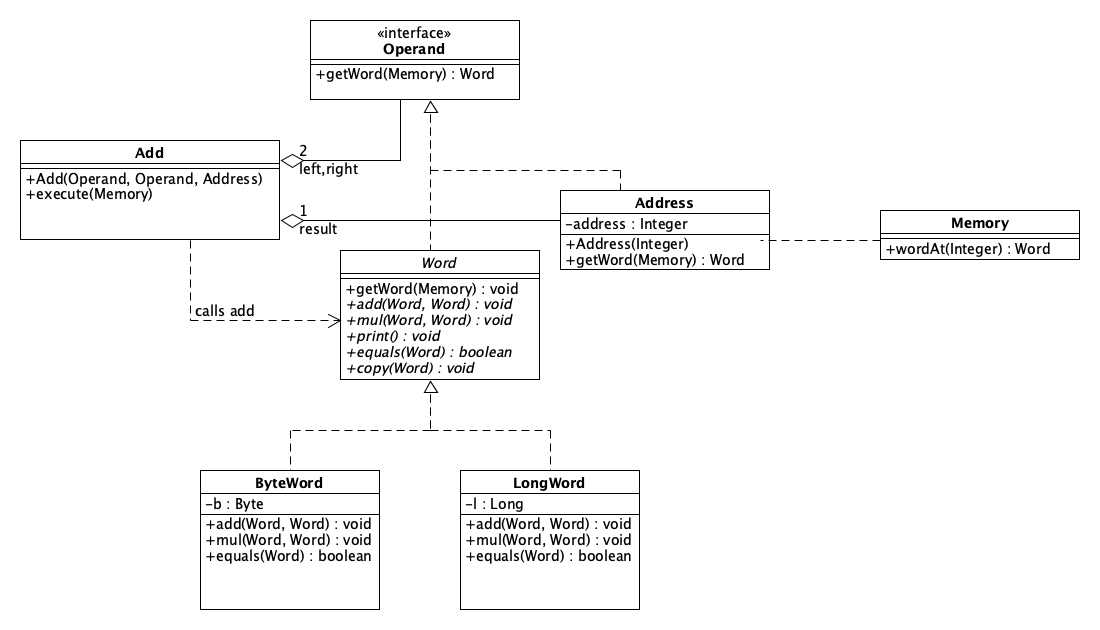 «interface»
Operand
+getWord(Memory) : Word
Add
+Add(Operand, Operand, Address)
+execute(Memory)
2
left,right
1
result
Address
-address : Integer
+Address(Integer)
+getWord(Memory) : Word
Memory
+wordAt(Integer) : Word
Word
+getWord(Memory) : void
+add(Word, Word) : void
+mul(Word, Word) : void
+print() : void
+equals(Word) : boolean
+copy(Word) : void
calls add
ByteWord
-b : Byte
+add(Word, Word) : void
+mul(Word, Word) : void
+equals(Word) : boolean
LongWord
-l : Long
+add(Word, Word) : void
+mul(Word, Word) : void
+equals(Word) : boolean